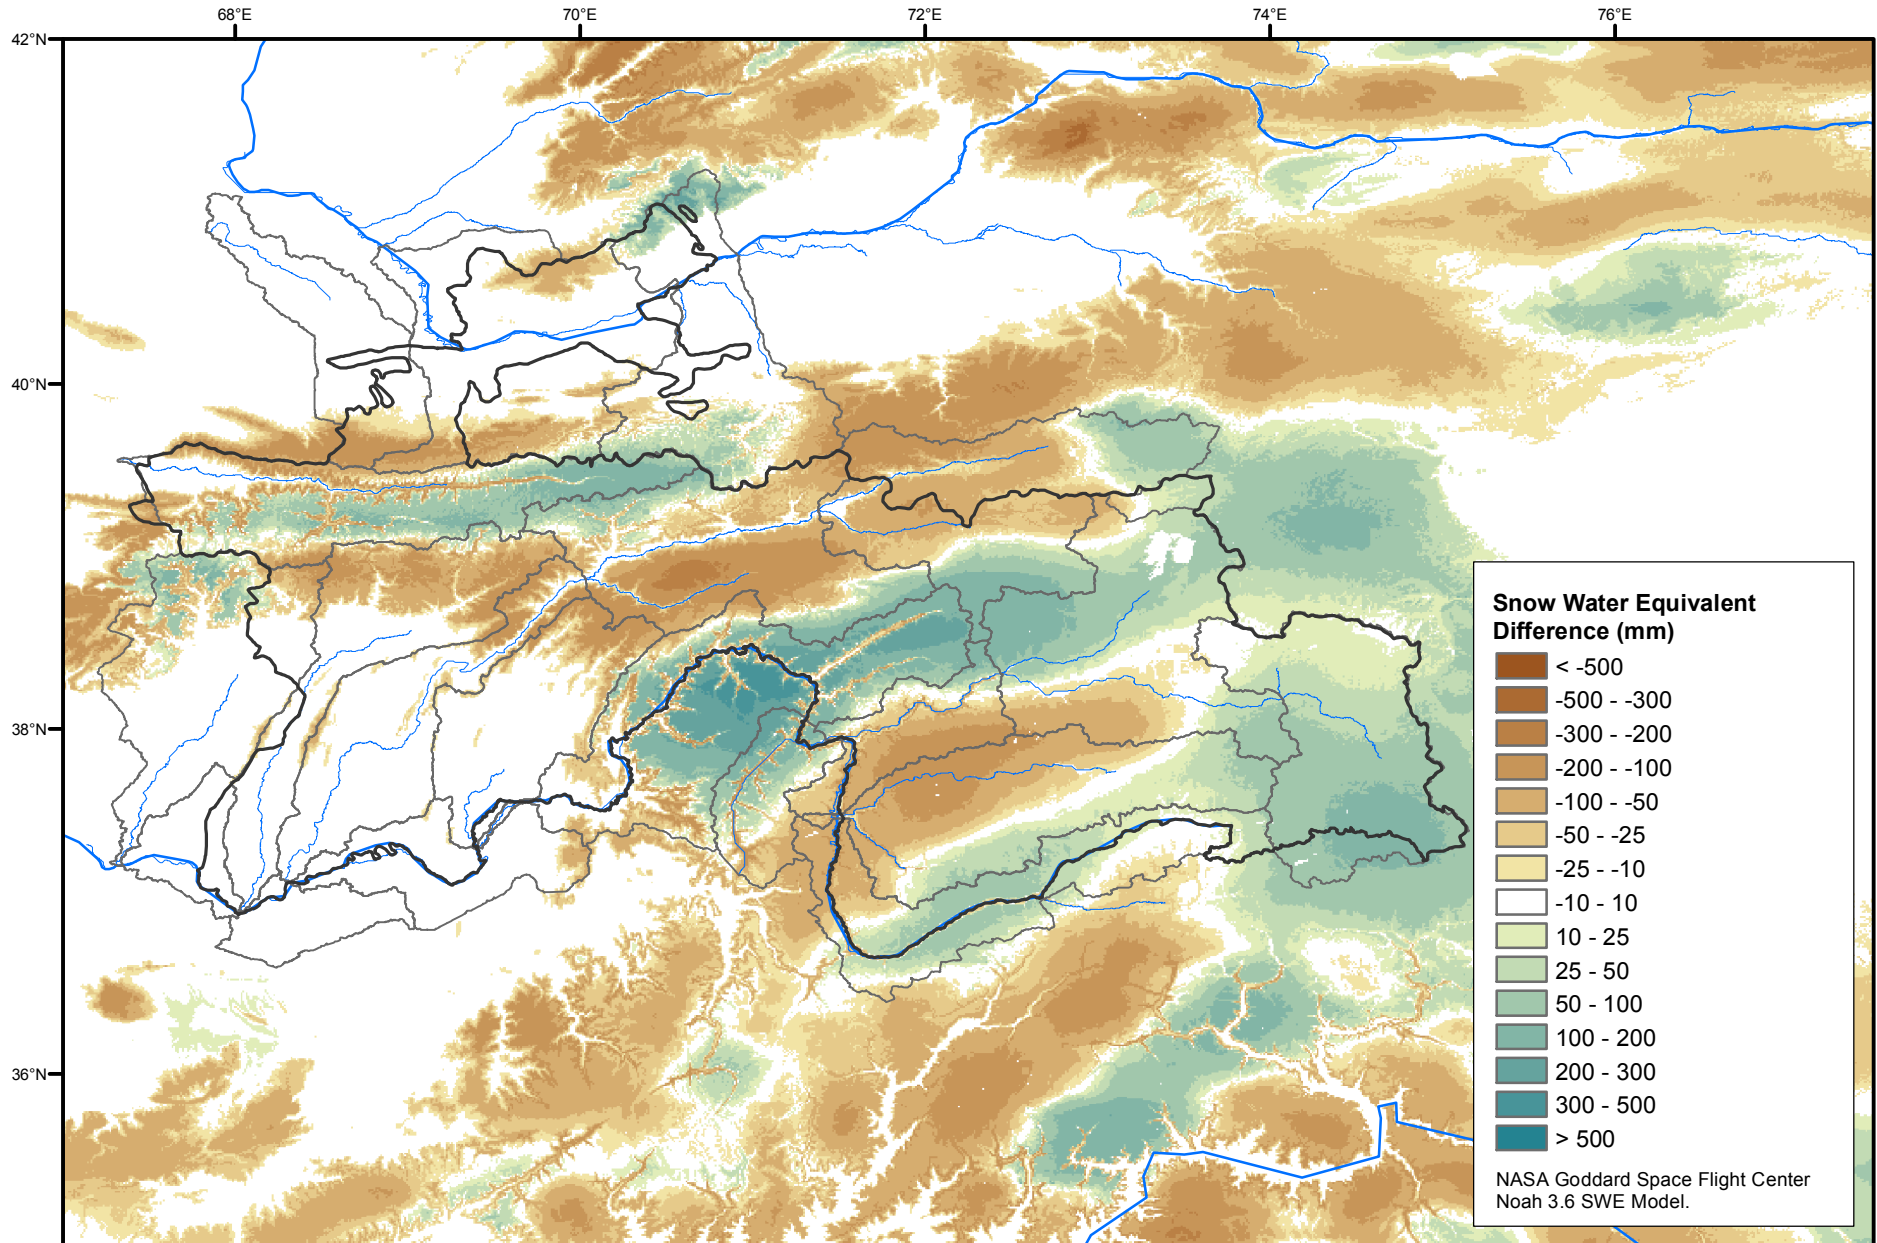 68°E
70°E
72°E
74°E
76°E
42°N
40°N
38°N
36°N
Snow Water Equivalent
Difference (mm)
< -500
-500 - -300
-300 - -200
-200 - -100
-100 - -50
-50 - -25
-25 - -10
-10 - 10
10 - 25
25 - 50
50 - 100
100 - 200
200 - 300
300 - 500
> 500
NASA Goddard Space Flight Center
Noah 3.6 SWE Model.